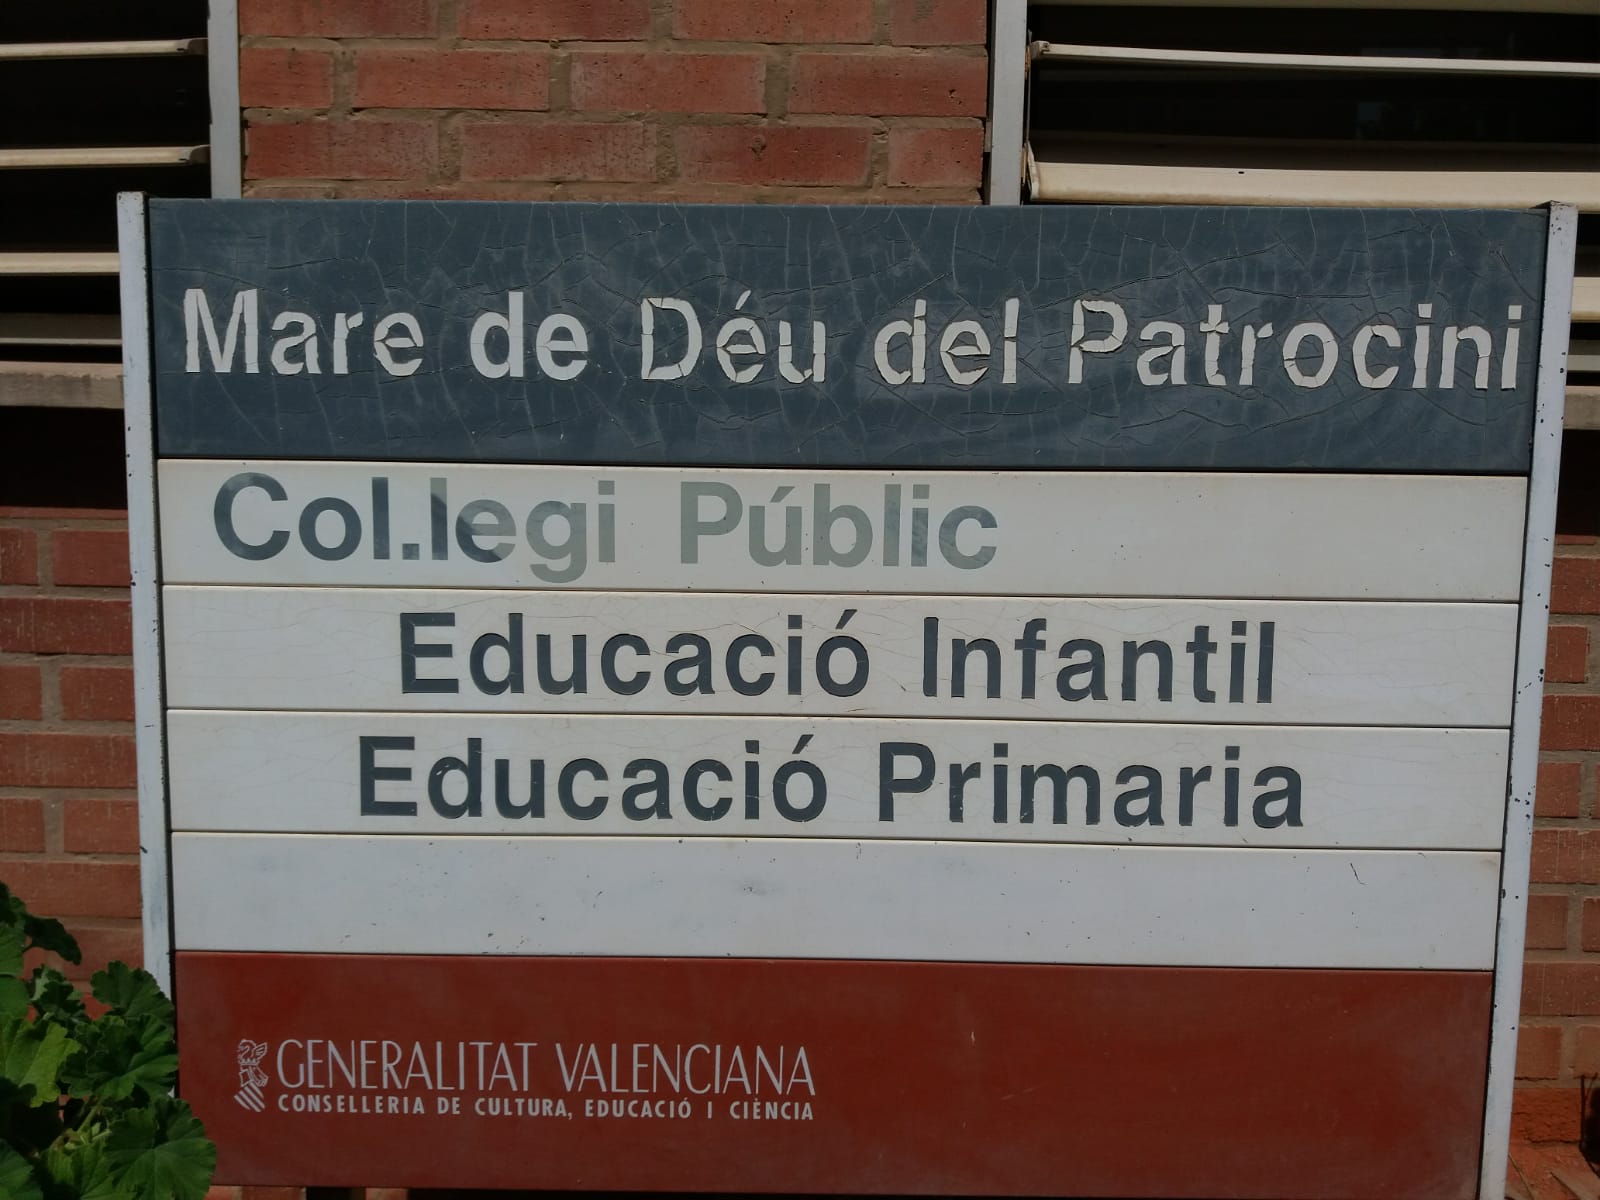 Mare de Déu del Patrocini
Col.legi Públic
Educació Infantil
Educació Primaria
GENERALITAT VALENCIANA
CONSELLERIA DE CULTURA, EDUCACIÓ I CIÈNCIA